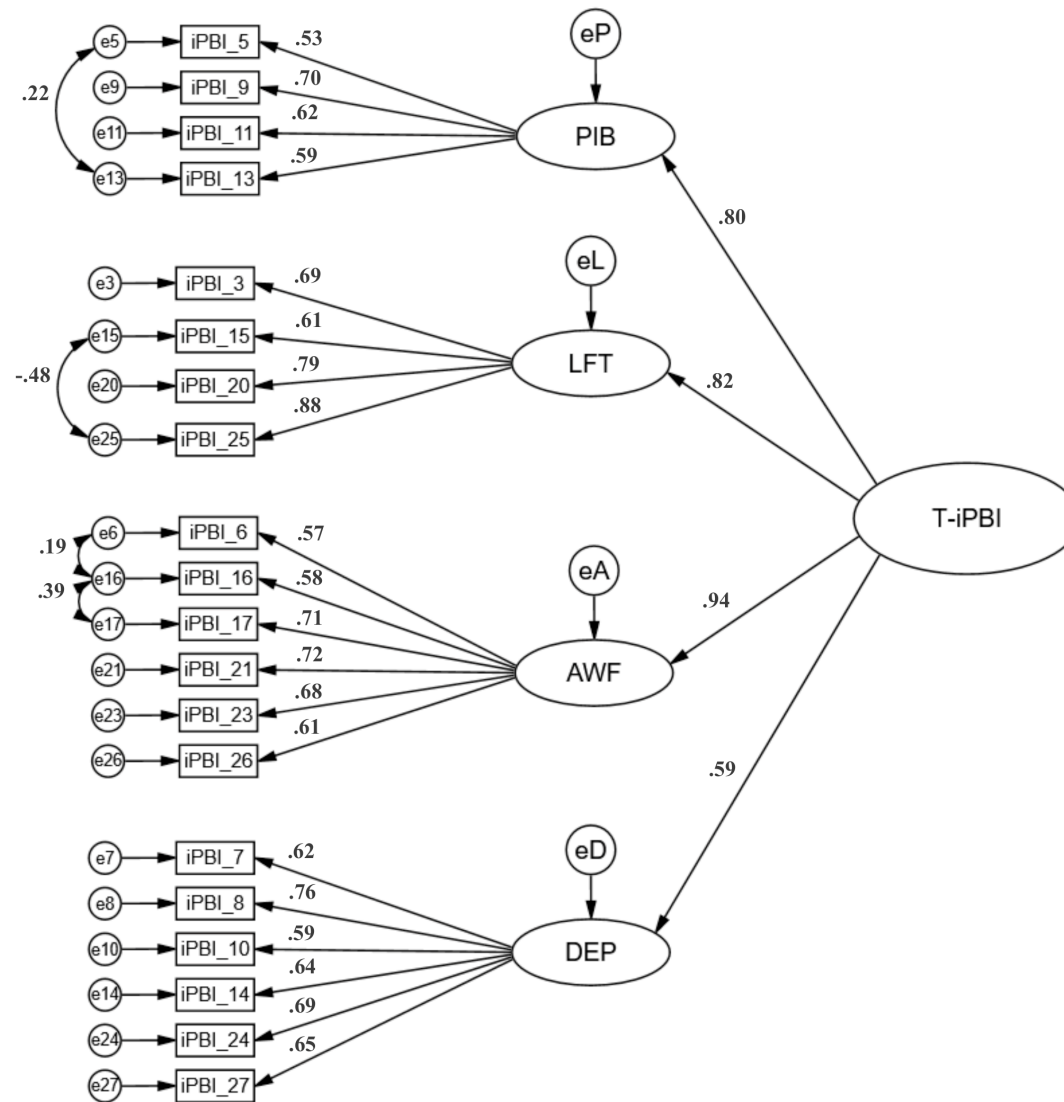 eP
e5 iPBI_5 .53
e9 iPBI_9 .70
.22
e11 iPBI_11 .62
PIB
e13 iPBI_13 .59
.80
eL
e3 iPBI_3 .69
e15 iPBI_15 .61
-.48
e20 iPBI_20 .79
LFT
.82
e25 iPBI_25 .88
T-iPBI
e6 iPBI_6 .57
.19
e16 iPBI_16 .58
eA
.39
e17 iPBI_17 .71
.94
e21 iPBI_21 .72
AWF
e23 iPBI_23 .68
e26 iPBI_26 .61
.59
eD
e7 iPBI_7 .62
e8 iPBI_8 .76
e10 iPBI_10 .59
DEP
e14 iPBI_14 .64
e24 iPBI_24 .69
e27 iPBI_27 .65